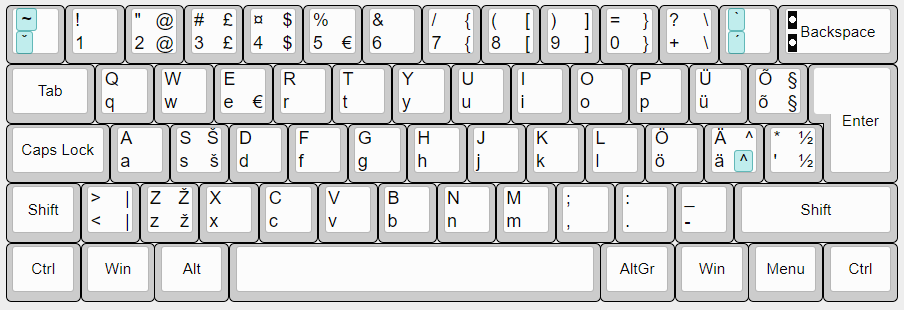 ~ ! " @ # £ ¤ $ % & / { ( [ ) ] = } ? \ ` Backspace
ˇ 1 2 @ 3 £ 4 $ 5 € 6 7 { 8 [ 9 ] 0 } + \ ´
Tab Q W E R T Y U I O P Ü Õ § Enter
q w e € r t y u i o p ü õ §
Caps Lock A S Š D F G H J K L Ö Ä ^ * ½
a s š d f g h j k l ö ä ^ ' ½
Shift > | Z Ž X C V B N M ; : _ Shift
< | z ž x c v b n m , . -
Ctrl Win Alt AltGr Win Menu Ctrl